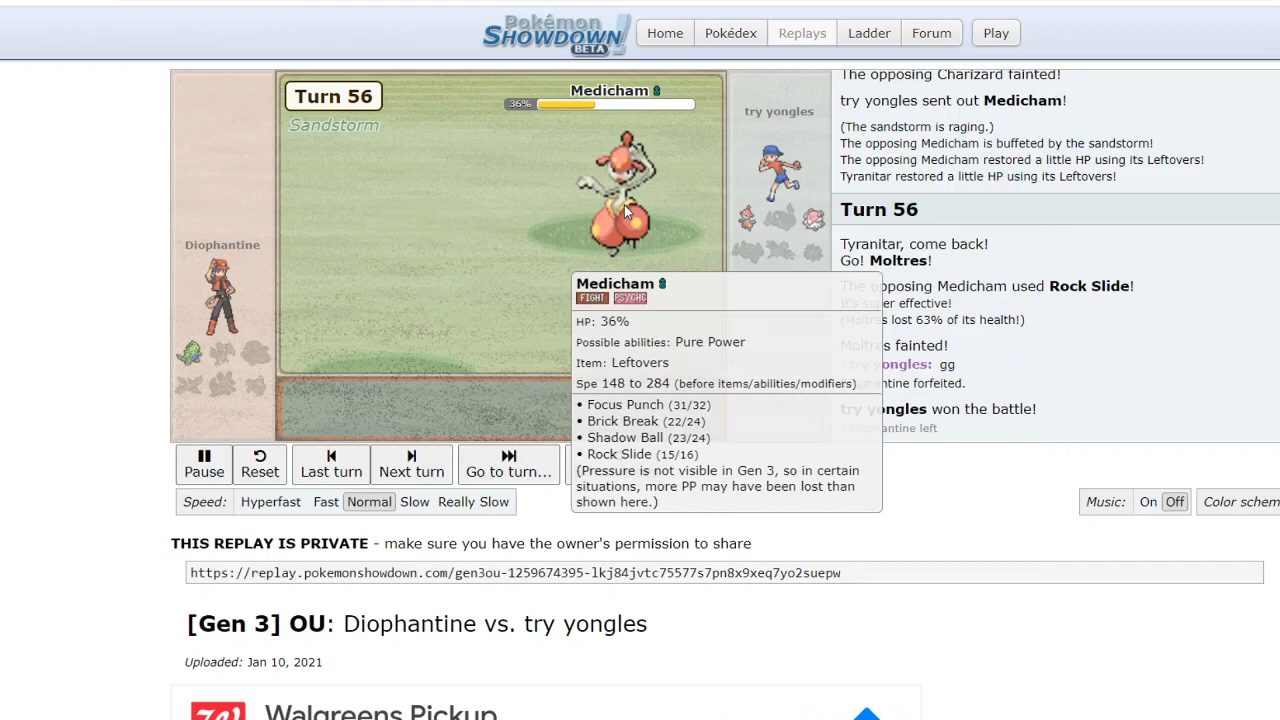 Pokémon
SHOWDOWN!
BETA
Home
Pokédex
Replays
Ladder
Forum
Play
Turn 56
Sandstorm
Medicham
36%
Diophantine
try yongles
The opposing Charizard fainted!
try yongles sent out Medicham!
(The sandstorm is raging.)
The opposing Medicham is buffeted by the sandstorm!
The opposing Medicham restored a little HP using its Leftovers!
Tyranitar restored a little HP using its Leftovers!
Turn 56
Tyranitar, come back!
Go! Moltres!
The opposing Medicham used Rock Slide!
It's super effective!
(Moltres lost 63% of its health!)
Moltres fainted!
try yongles: gg
Diophantine forfeited.
try yongles won the battle!
Diophantine left
Medicham
FIGHT PSYCHC
HP: 36%
Possible abilities: Pure Power
Item: Leftovers
Spe 148 to 284 (before items/abilities/modifiers)
• Focus Punch (31/32)
• Brick Break (22/24)
• Shadow Ball (23/24)
• Rock Slide (15/16)
(Pressure is not visible in Gen 3, so in certain
situations, more PP may have been lost than
shown here.)
Pause
Reset
Last turn
Next turn
Go to turn...
Speed: Hyperfast Fast Normal Slow Really Slow
Music: On Off
Color schem
THIS REPLAY IS PRIVATE - make sure you have the owner's permission to share
https://replay.pokemonshowdown.com/gen3ou-1259674395-lkj84jvtc75577s7pn8x9xeq7yo2suepw
[Gen 3] OU: Diophantine vs. try yongles
Uploaded: Jan 10, 2021
Walgreens Pickup